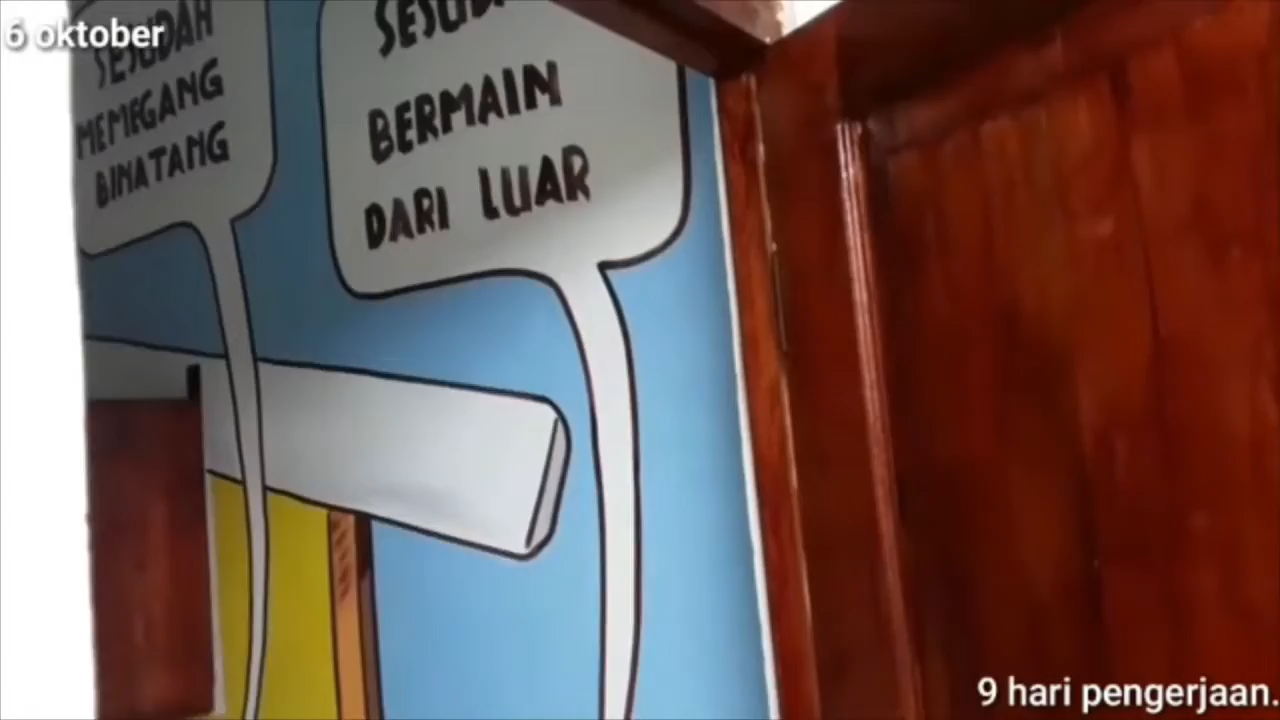 6 oktober
SESUDAH
MEMEGANG
BINATANG
BERMAIN
DARI LUAR
9 hari pengerjaan.